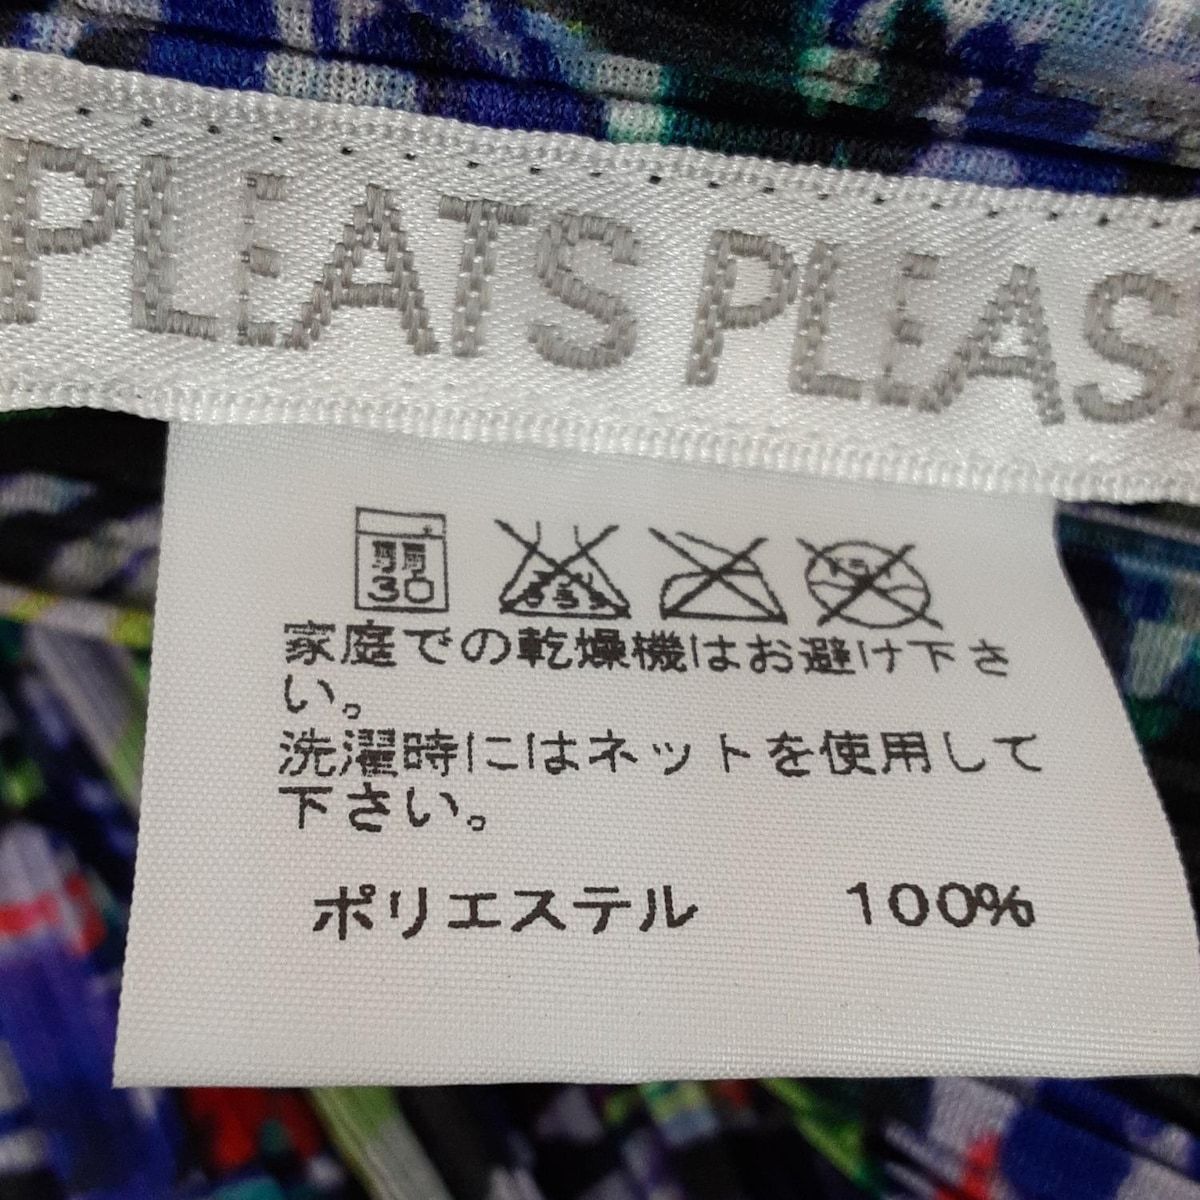 PLEATS PLEAS
弱
30
家庭での乾燥機はお避け下さ
い。
洗濯時にはネットを使用して
下さい。
ポリエステル 100%